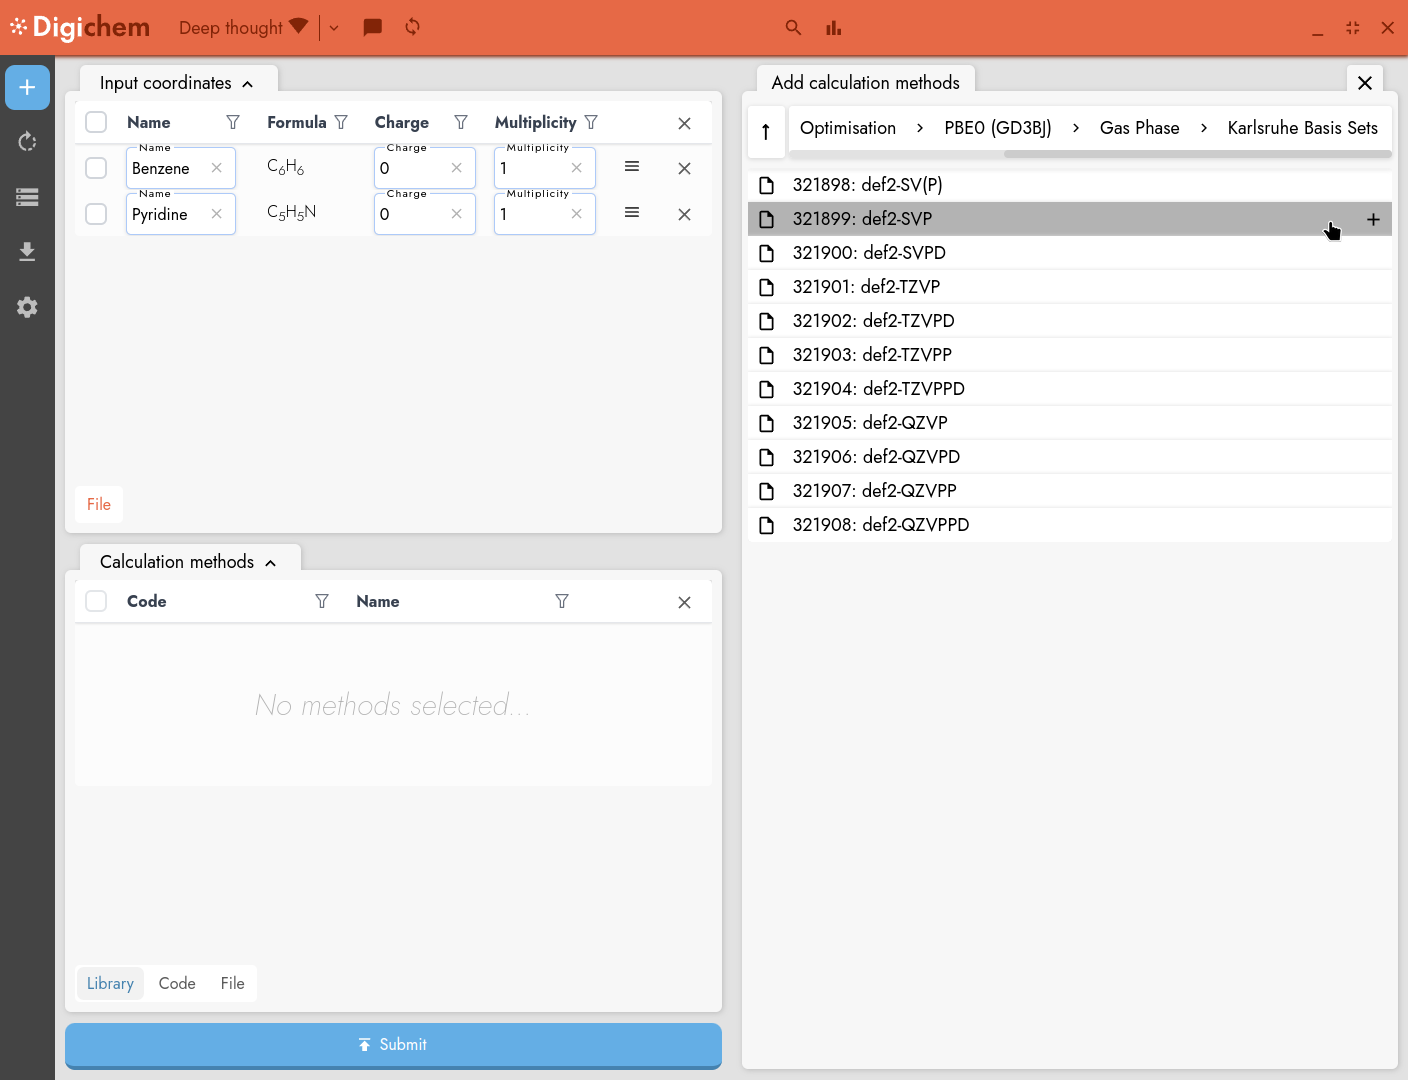 Digichem
Deep thought
Input coordinates
Name Formula Charge Multiplicity
Name Charge Multiplicity
Benzene C₆H₆ 0 1
Name Charge Multiplicity
Pyridine C₅H₅N 0 1
File
Calculation methods
Code Name
No methods selected...
Library Code File
Submit
Add calculation methods
Optimisation > PBE0 (GD3BJ) > Gas Phase > Karlsruhe Basis Sets
321898: def2-SV(P)
321899: def2-SVP
321900: def2-SVPD
321901: def2-TZVP
321902: def2-TZVPD
321903: def2-TZVPP
321904: def2-TZVPPD
321905: def2-QZVP
321906: def2-QZVPD
321907: def2-QZVPP
321908: def2-QZVPPD